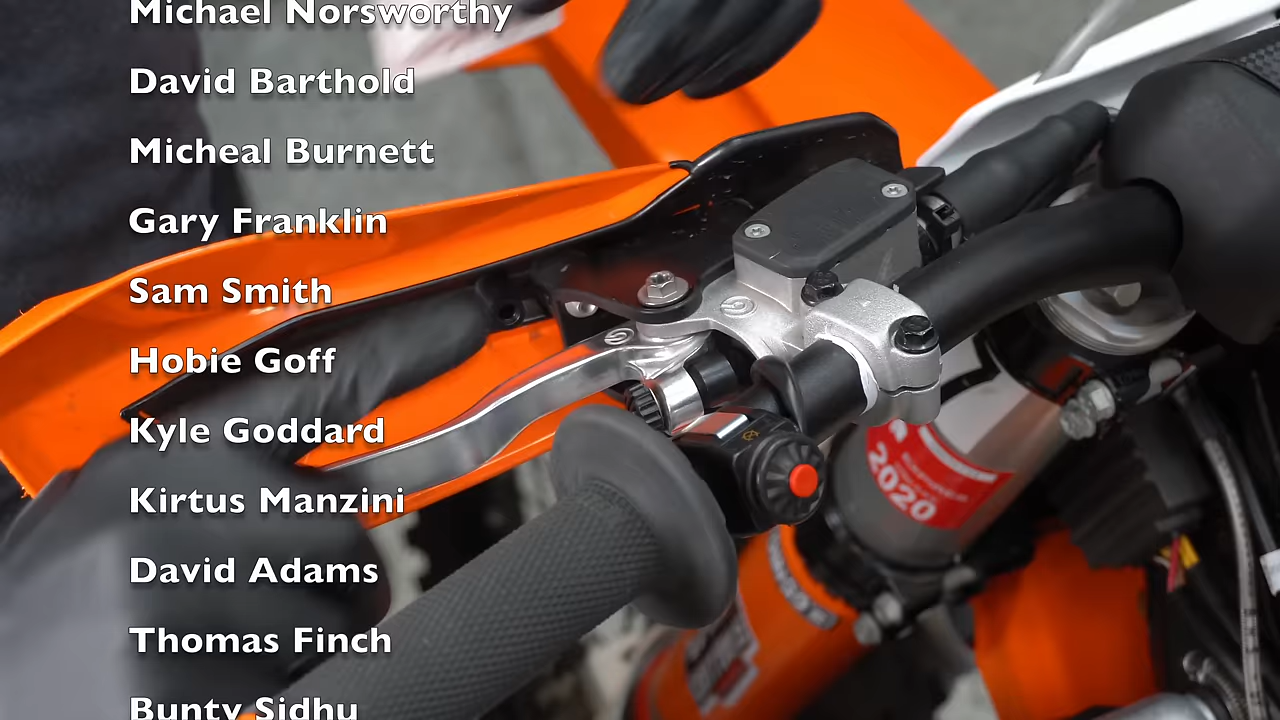 Michael Norsworthy
David Barthold
Micheal Burnett
Gary Franklin
Sam Smith
Hobie Goff
Kyle Goddard
Kirtus Manzini
David Adams
Thomas Finch
Bunty Sidhu
2020